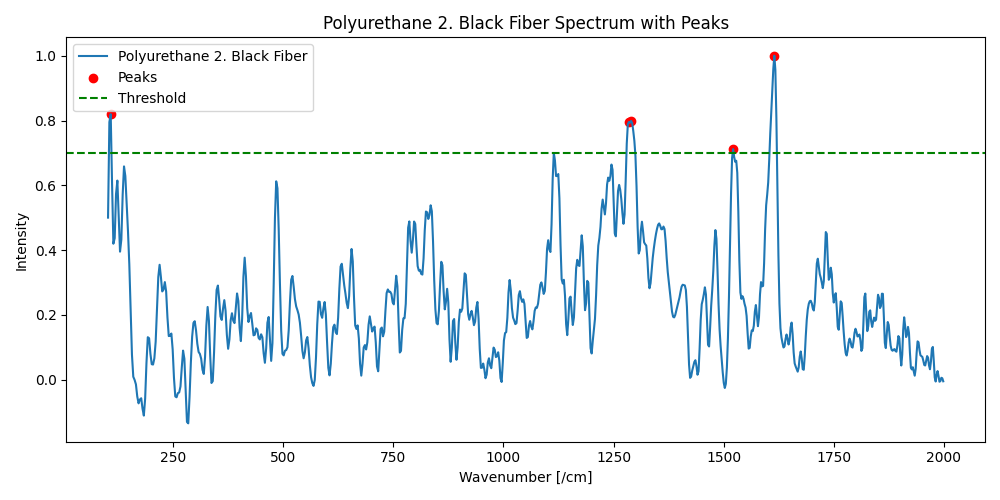 Polyurethane 2. Black Fiber Spectrum with Peaks
Polyurethane 2. Black Fiber
Peaks
Threshold
1.0
0.8
0.6
0.4
0.2
0.0
Intensity
250 500 750 1000 1250 1500 1750 2000
Wavenumber [/cm]